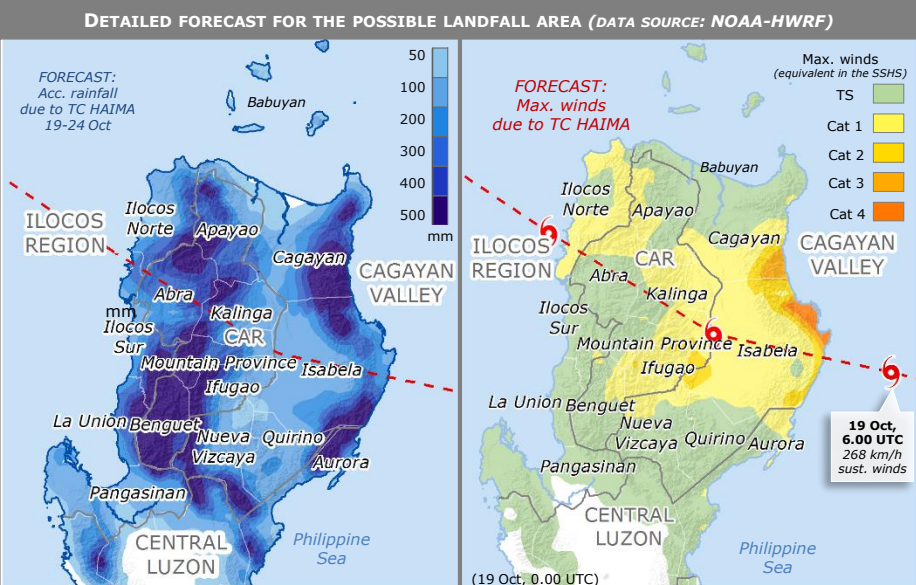 DETAILED FORECAST FOR THE POSSIBLE LANDFALL AREA (DATA SOURCE: NOAA-HWRF)
FORECAST:
Acc. rainfall
due to TC HAIMA
19-24 Oct
Babuyan
50
100
200
300
400
500
mm
ILOCOS
REGION
Ilocos
Norte
Apayao
Cagayan
CAGAYAN
VALLEY
Abra
mm
Ilocos
Sur
Kalinga
CAR
Mountain Province
Isabela
Ifugao
La Union
Benguet
Nueva
Vizcaya
Quirino
Aurora
Pangasinan
CENTRAL
LUZON
Philippine
Sea
FORECAST:
Max. winds
due to TC HAIMA
Max. winds
(equivalent in the SSHS)
TS
Cat 1
Cat 2
Cat 3
Cat 4
Babuyan
Ilocos
Norte
Apayao
ILOCOS
REGION
CAR
Cagayan
CAGAYAN
VALLEY
Abra
Kalinga
Ilocos
Sur
Mountain Province
Isabela
Ifugao
La Union
Benguet
Nueva
Vizcaya
Quirino
Aurora
19 Oct,
6.00 UTC
268 km/h
sust. winds
Pangasinan
CENTRAL
LUZON
Philippine
Sea
(19 Oct, 0.00 UTC)